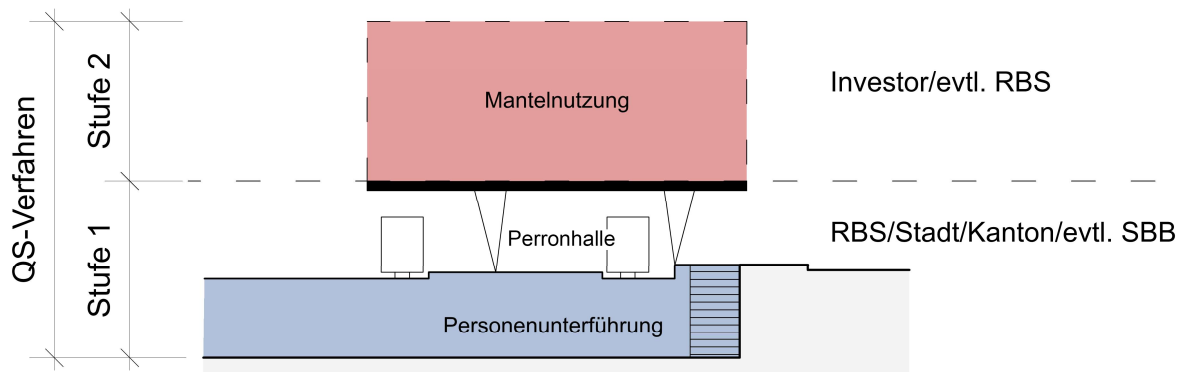 QS-Verfahren
Stufe 2
Stufe 1
Mantelnutzung
Investor/evtl. RBS
Perronhalle
RBS/Stadt/Kanton/evtl. SBB
Personenunterführung